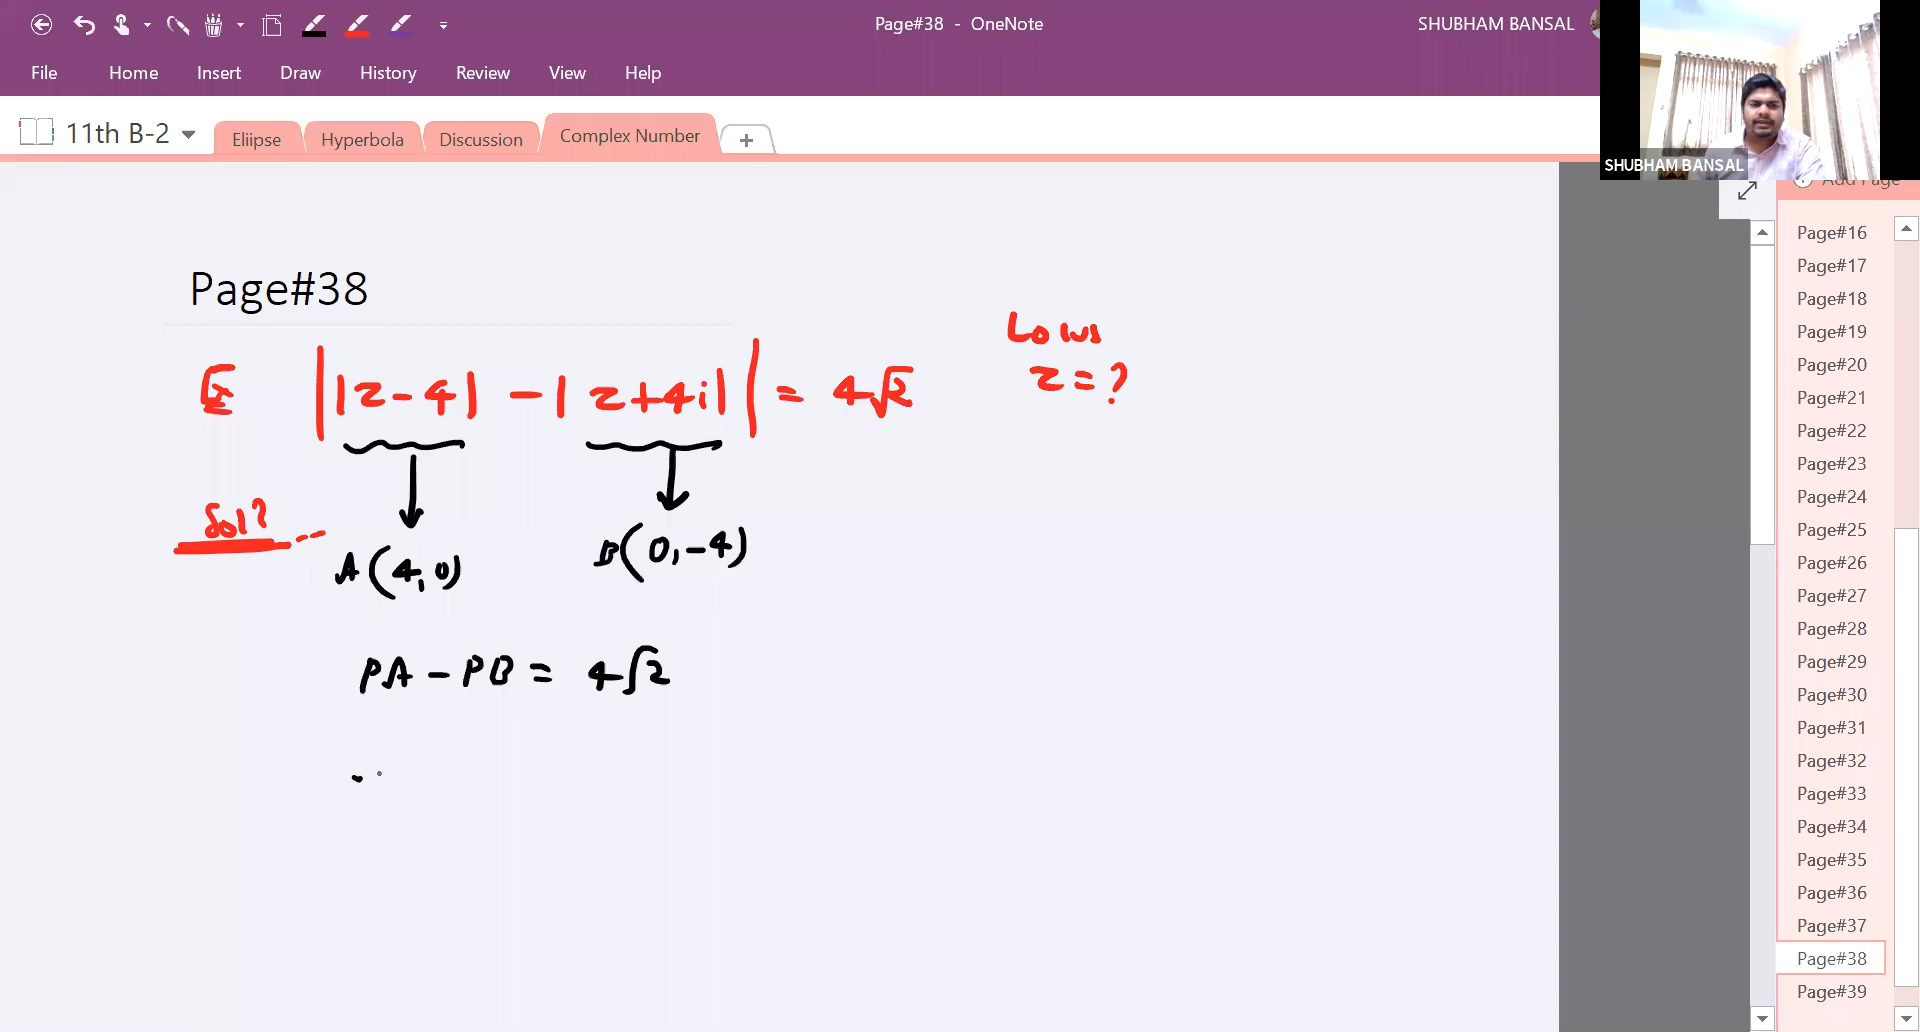 Page#38 - OneNote
SHUBHAM BANSAL
File Home Insert Draw History Review View Help
11th B-2
Eliipse Hyperbola Discussion Complex Number +
SHUBHAM BANSAL
Add Page
Page#38
Locus
E ||z-4| - |z+4i|| = 4√2
z = ?
Sol?
A(4,0) B(0,-4)
PA - PB = 4√2
Page#16
Page#17
Page#18
Page#19
Page#20
Page#21
Page#22
Page#23
Page#24
Page#25
Page#26
Page#27
Page#28
Page#29
Page#30
Page#31
Page#32
Page#33
Page#34
Page#35
Page#36
Page#37
Page#38
Page#39